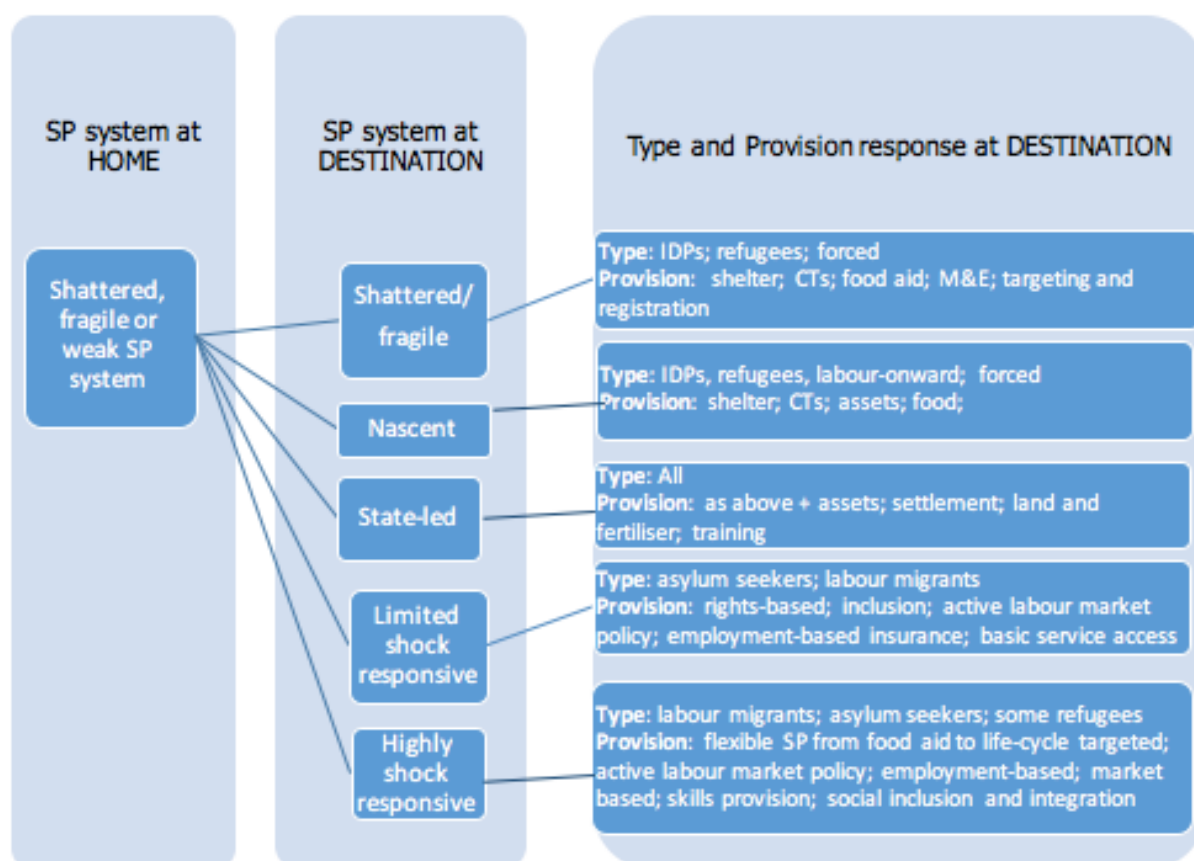 SP system at
HOME
SP system at
DESTINATION
Type and Provision response at DESTINATION
Shattered,
fragile or
weak SP
system
Shattered/
fragile
Nascent
State-led
Limited
shock
responsive
Highly
shock
responsive
Type: IDPs; refugees; forced
Provision: shelter; CTs; food aid; M&E; targeting and
registration
Type: IDPs, refugees, labour-onward; forced
Provision: shelter; CTs; assets; food;
Type: All
Provision: as above + assets; settlement; land and
fertiliser; training
Type: asylum seekers; labour migrants
Provision: rights-based; inclusion; active labour market
policy; employment-based insurance; basic service access
Type: labour migrants; asylum seekers; some refugees
Provision: flexible SP from food aid to life-cycle targeted;
active labour market policy; employment-based; market
based; skills provision; social inclusion and integration